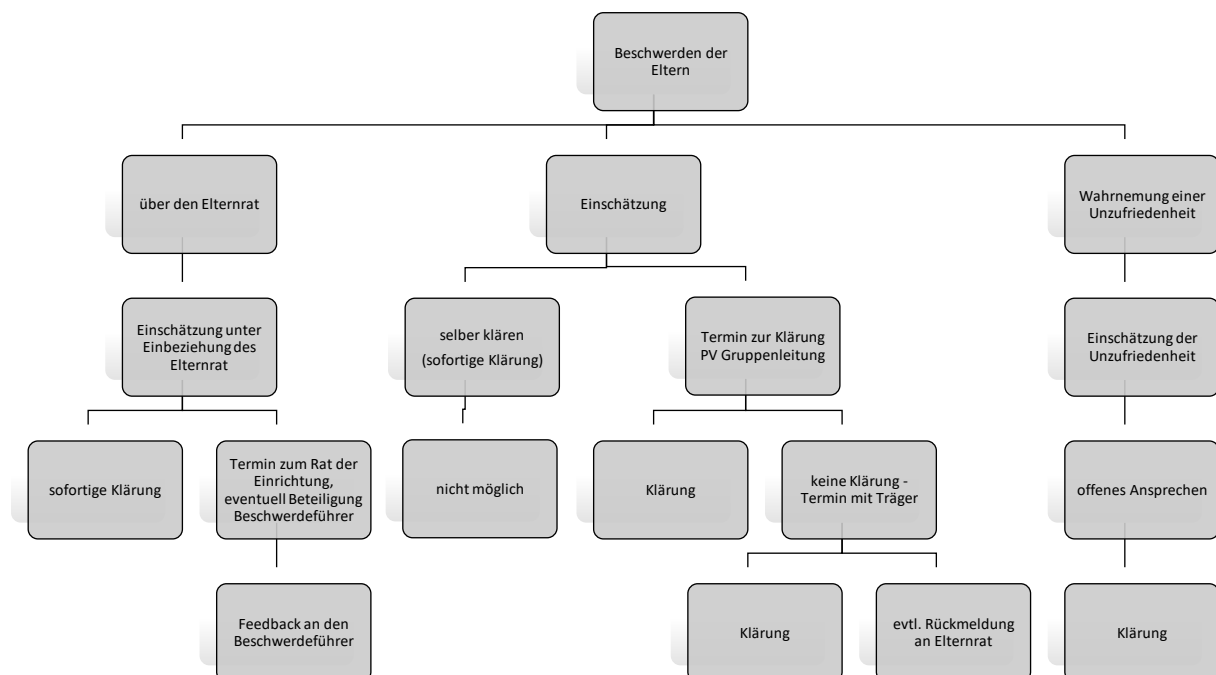 Beschwerden der
Eltern
über den Elternrat
Einschätzung
Wahrnemung einer
Unzufriedenheit
Einschätzung unter
Einbeziehung des
Elternrat
selber klären
(sofortige Klärung)
Termin zur Klärung
PV Gruppenleitung
Einschätzung der
Unzufriedenheit
sofortige Klärung
Termin zum Rat der
Einrichtung,
eventuell Beteiligung
Beschwerdeführer
nicht möglich
Klärung
keine Klärung -
Termin mit Träger
offenes Ansprechen
Feedback an den
Beschwerdeführer
Klärung
evtl. Rückmeldung
an Elternrat
Klärung